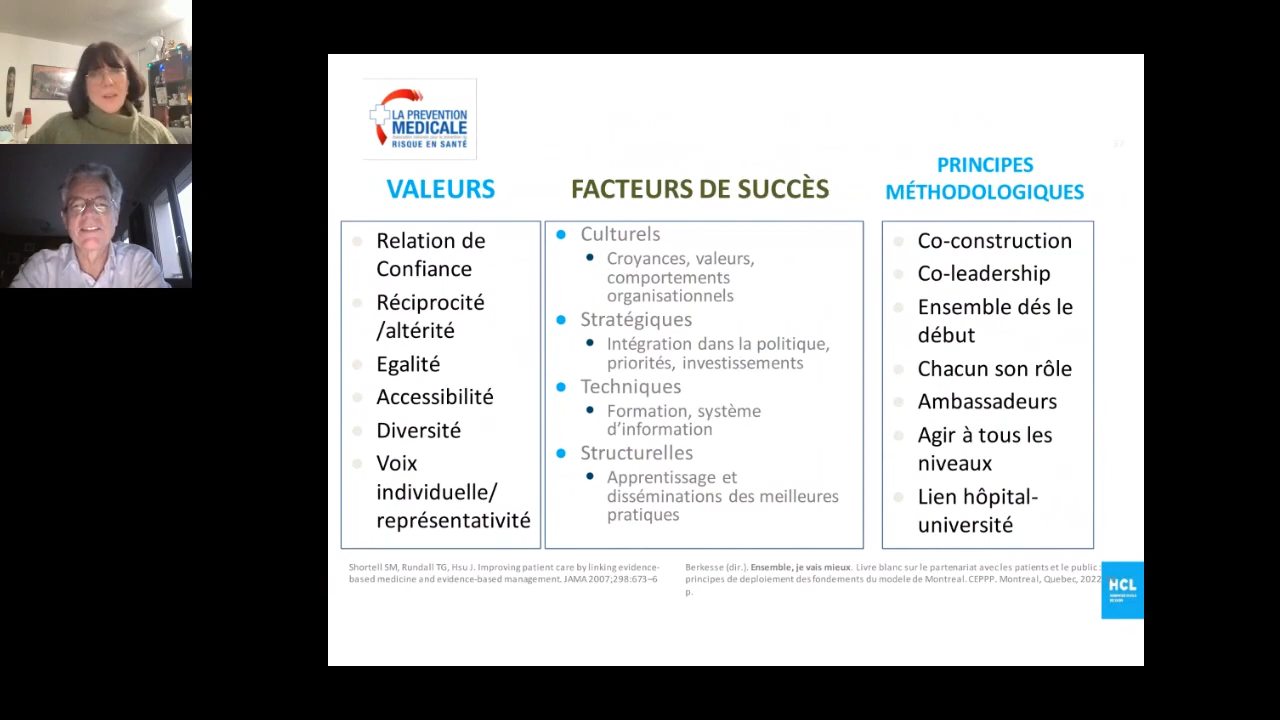 LA PREVENTION
MEDICALE
RISQUE EN SANTÉ
27
VALEURS
Relation de
Confiance
Réciprocité
/altérité
Egalité
Accessibilité
Diversité
Voix
individuelle/
représentativité
FACTEURS DE SUCCÈS
Culturels
Croyances, valeurs,
comportements
organisationnels
Stratégiques
Intégration dans la politique,
priorités, investissements
Techniques
Formation, système
d’information
Structurelles
Apprentissage et
disséminations des meilleures
pratiques
PRINCIPES
MÉTHODOLOGIQUES
Co-construction
Co-leadership
Ensemble dés le
début
Chacun son rôle
Ambassadeurs
Agir à tous les
niveaux
Lien hôpital-
université
Shortell SM, Rundall TG, Hsu J. Improving patient care by linking evidence-
based medicine and evidence-based management. JAMA 2007;298:673–6
Berkesse (dir.). Ensemble, je vais mieux. Livre blanc sur le partenariat avec les patients et le public :
principes de deploiement des fondements du modele de Montreal. CEPPP. Montreal, Quebec, 2022
p.
HCL